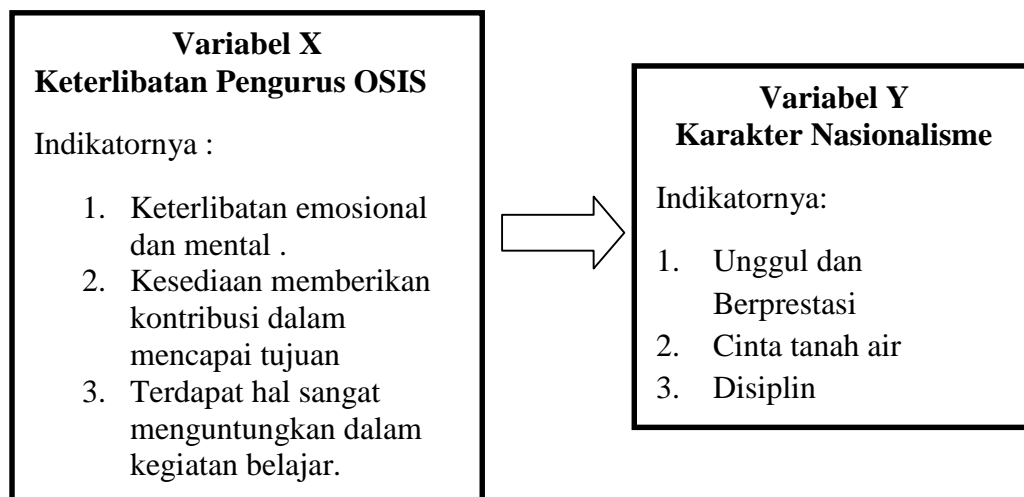 Variabel X
Keterlibatan Pengurus OSIS
Indikatornya :
1. Keterlibatan emosional
dan mental .
2. Kesediaan memberikan
kontribusi dalam
mencapai tujuan
3. Terdapat hal sangat
menguntungkan dalam
kegiatan belajar.
Variabel Y
Karakter Nasionalisme
Indikatornya:
1. Unggul dan
Berprestasi
2. Cinta tanah air
3. Disiplin